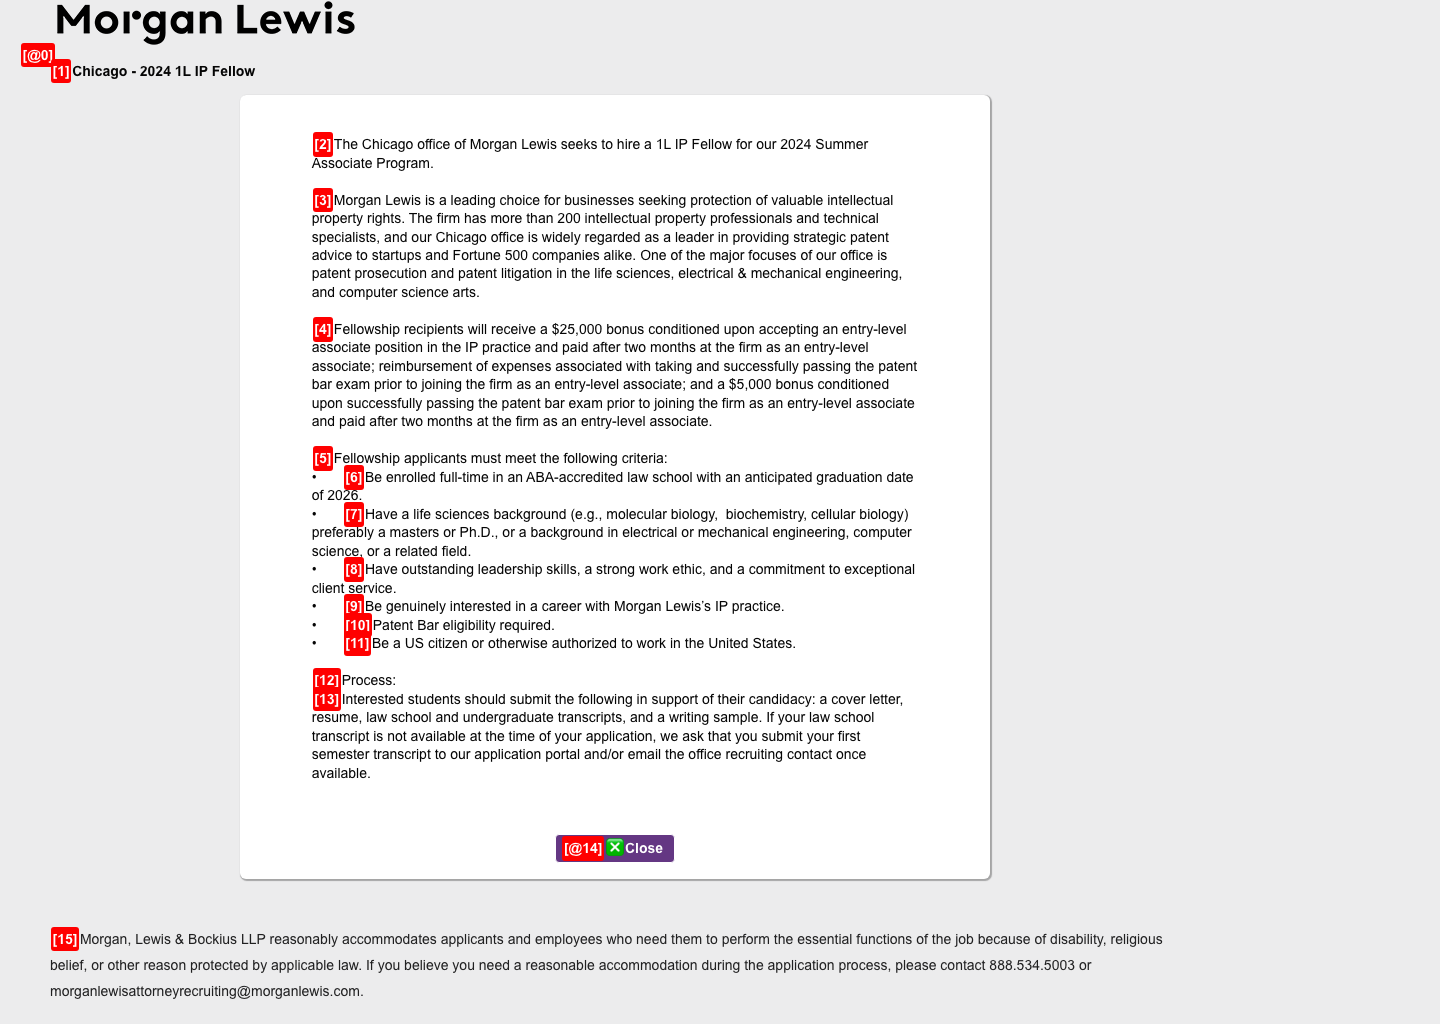 Morgan Lewis
[@0]
[1] Chicago - 2024 1L IP Fellow
[2] The Chicago office of Morgan Lewis seeks to hire a 1L IP Fellow for our 2024 Summer
Associate Program.
[3] Morgan Lewis is a leading choice for businesses seeking protection of valuable intellectual
property rights. The firm has more than 200 intellectual property professionals and technical
specialists, and our Chicago office is widely regarded as a leader in providing strategic patent
advice to startups and Fortune 500 companies alike. One of the major focuses of our office is
patent prosecution and patent litigation in the life sciences, electrical & mechanical engineering,
and computer science arts.
[4] Fellowship recipients will receive a $25,000 bonus conditioned upon accepting an entry-level
associate position in the IP practice and paid after two months at the firm as an entry-level
associate; reimbursement of expenses associated with taking and successfully passing the patent
bar exam prior to joining the firm as an entry-level associate; and a $5,000 bonus conditioned
upon successfully passing the patent bar exam prior to joining the firm as an entry-level associate
and paid after two months at the firm as an entry-level associate.
[5] Fellowship applicants must meet the following criteria:
• [6] Be enrolled full-time in an ABA-accredited law school with an anticipated graduation date
of 2026.
• [7] Have a life sciences background (e.g., molecular biology, biochemistry, cellular biology)
preferably a masters or Ph.D., or a background in electrical or mechanical engineering, computer
science, or a related field.
• [8] Have outstanding leadership skills, a strong work ethic, and a commitment to exceptional
client service.
• [9] Be genuinely interested in a career with Morgan Lewis's IP practice.
• [10] Patent Bar eligibility required.
• [11] Be a US citizen or otherwise authorized to work in the United States.
[12] Process:
[13] Interested students should submit the following in support of their candidacy: a cover letter,
resume, law school and undergraduate transcripts, and a writing sample. If your law school
transcript is not available at the time of your application, we ask that you submit your first
semester transcript to our application portal and/or email the office recruiting contact once
available.
[@14] Close
[15] Morgan, Lewis & Bockius LLP reasonably accommodates applicants and employees who need them to perform the essential functions of the job because of disability, religious
belief, or other reason protected by applicable law. If you believe you need a reasonable accommodation during the application process, please contact 888.534.5003 or
morganlewisattorneyrecruiting@morganlewis.com.